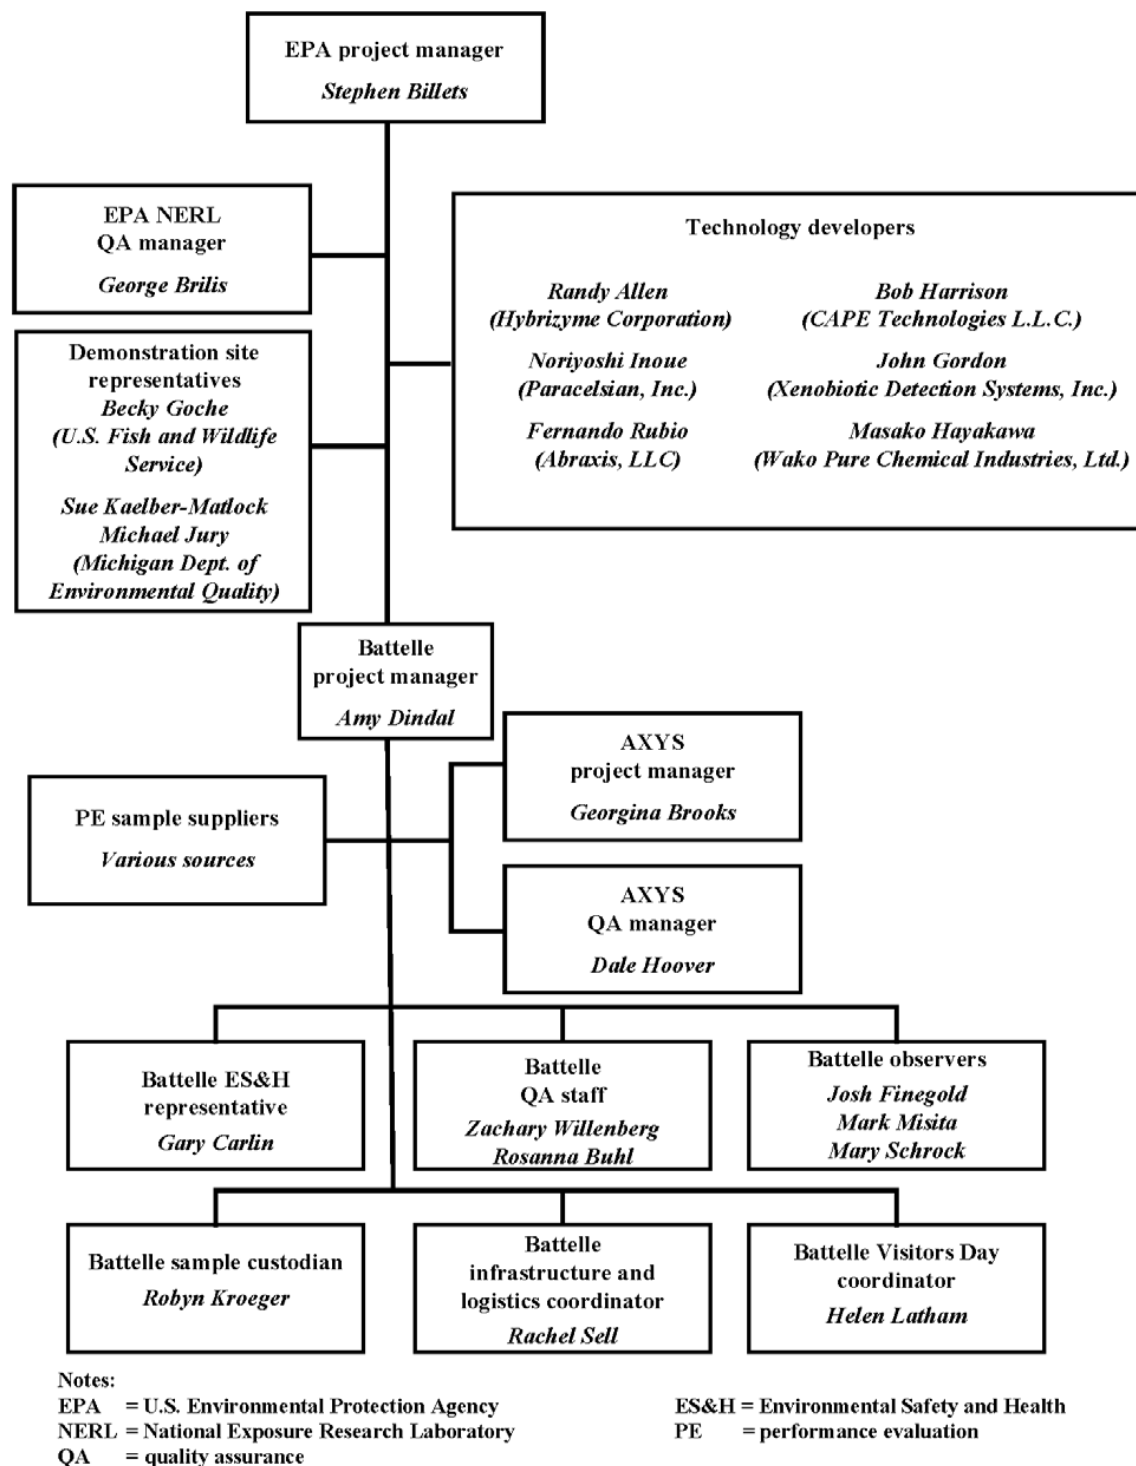 EPA project manager
Stephen Billets
EPA NERL
QA manager
George Brilis
Technology developers
Randy Allen
(Hybrizyme Corporation)
Bob Harrison
(CAPE Technologies L.L.C.)
Noriyoshi Inoue
(Paracelsian, Inc.)
John Gordon
(Xenobiotic Detection Systems, Inc.)
Fernando Rubio
(Abraxis, LLC)
Masako Hayakawa
(Wako Pure Chemical Industries, Ltd.)
Demonstration site
representatives
Becky Goche
(U.S. Fish and Wildlife
Service)
Sue Kaelber-Matlock
Michael Jury
(Michigan Dept. of
Environmental Quality)
Battelle
project manager
Amy Dindal
AXYS
project manager
Georgina Brooks
PE sample suppliers
Various sources
AXYS
QA manager
Dale Hoover
Battelle ES&H
representative
Gary Carlin
Battelle
QA staff
Zachary Willenberg
Rosanna Buhl
Battelle observers
Josh Finegold
Mark Misita
Mary Schrock
Battelle sample custodian
Robyn Kroeger
Battelle
infrastructure and
logistics coordinator
Rachel Sell
Battelle Visitors Day
coordinator
Helen Latham
Notes:
EPA = U.S. Environmental Protection Agency
NERL = National Exposure Research Laboratory
QA = quality assurance
ES&H = Environmental Safety and Health
PE = performance evaluation